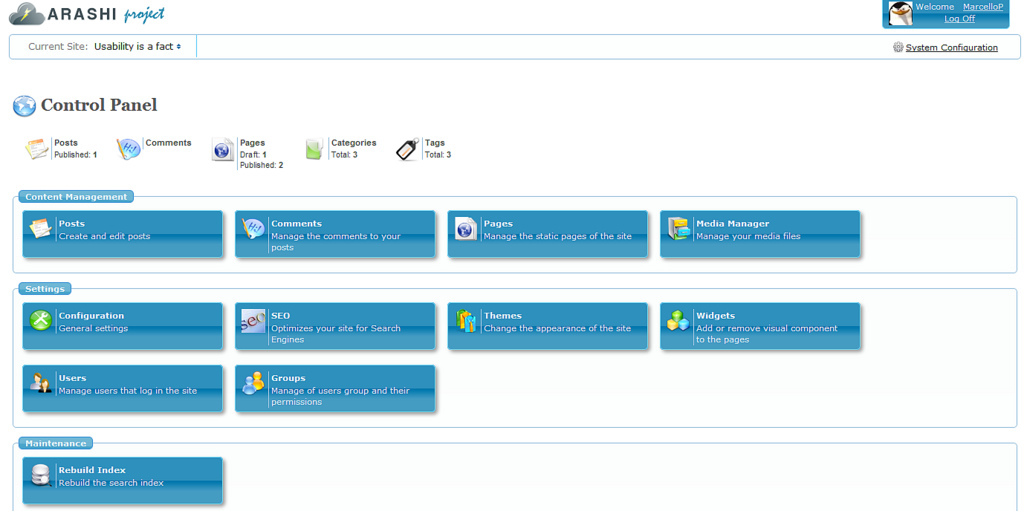 ARASHI project
Welcome MarcelloP
Log Off
Current Site: Usability is a fact
System Configuration
Control Panel
Posts
Published: 1
Comments
Pages
Draft: 1
Published: 2
Categories
Total: 3
Tags
Total: 3
Content Management
Posts
Create and edit posts
Comments
Manage the comments to your
posts
Pages
Manage the static pages of the site
Media Manager
Manage your media files
Settings
Configuration
General settings
SEO
SEO
Optimizes your site for Search
Engines
Themes
Change the appearance of the site
Widgets
Add or remove visual component
to the pages
Users
Manage users that log in the site
Groups
Manage of users group and their
permissions
Maintenance
Rebuild Index
Rebuild the search index